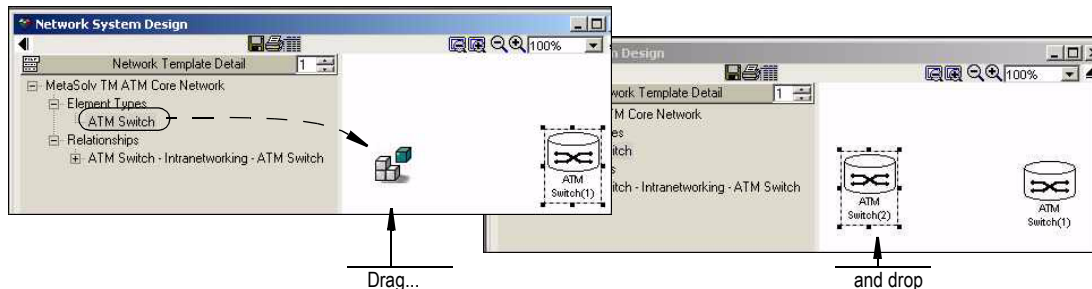 Network System Design
100%
Network Template Detail
1
MetaSolv TM ATM Core Network
Element Types
ATM Switch
Relationships
ATM Switch - Intranetworking - ATM Switch
ATM
Switch(1)
n Design
100%
work Template Detail
1
TM Core Network
es
itch
s
itch - Intranetworking - ATM Switch
ATM
Switch(2)
ATM
Switch(1)
Drag...
and drop